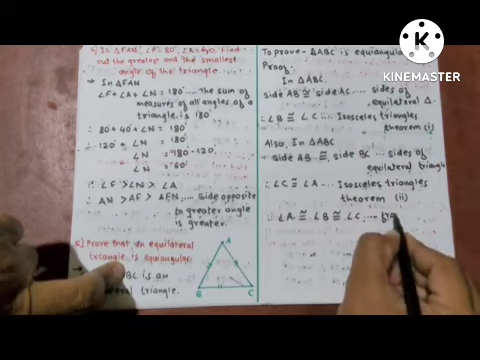 4) In △FAN, ∠F = 80°, ∠A = 40°. Find
out the greatest and the smallest
angle of the triangle.
→ In △FAN
∠F + ∠A + ∠N = 180° .... The sum of
measures of all angles of a
triangle is 180°
∴ 80 + 40 + ∠N = 180°
∴ 120 + ∠N = 180°
∠N = 180° - 120°
∠N = 60°
∴ ∠F > ∠N > ∠A
∴ AN > AF > FN, .... Side opposite
to greater angle
is greater.
5) Prove that, an equilateral
triangle is equiangular
BC is an
triangle.
A
B
C
To prove - △ABC is equiangular
Proof.
In △ABC,
side AB ≅ side AC .... sides of
equilateral △.
∴ ∠B ≅ ∠C .... Isosceles triangles
theorem (i)
Also, In △ABC
Side AB ≅ side BC .... sides of
equilateral triangle
∴ ∠C ≅ ∠A .... Isosceles triangles
theorem (ii)
∴ ∠A ≅ ∠B ≅ ∠C ....
KINEMASTER